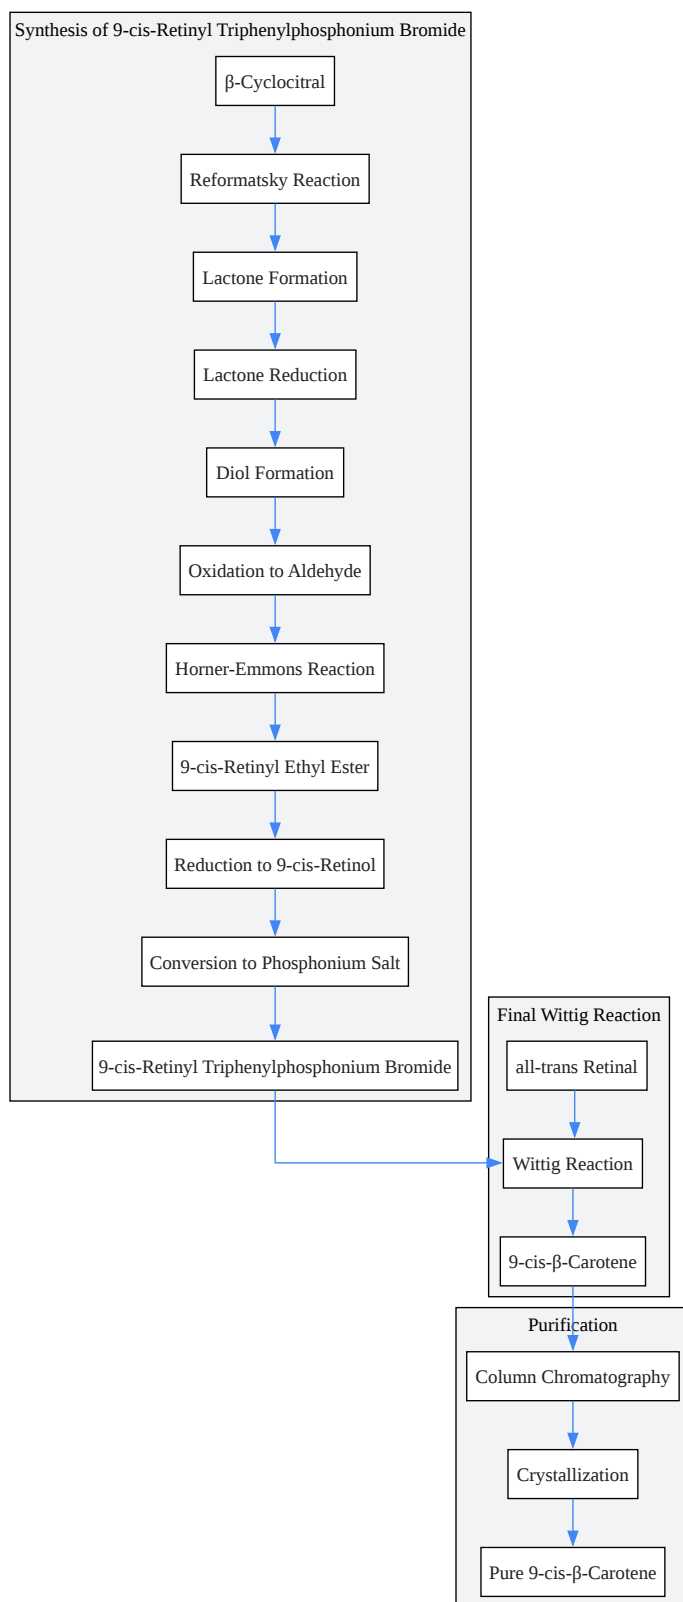 Synthesis of 9-cis-Retinyl Triphenylphosphonium Bromide
β-Cyclocitral
Reformatsky Reaction
Lactone Formation
Lactone Reduction
Diol Formation
Oxidation to Aldehyde
Horner-Emmons Reaction
9-cis-Retinyl Ethyl Ester
Reduction to 9-cis-Retinol
Conversion to Phosphonium Salt
9-cis-Retinyl Triphenylphosphonium Bromide
Final Wittig Reaction
all-trans Retinal
Wittig Reaction
9-cis-β-Carotene
Purification
Column Chromatography
Crystallization
Pure 9-cis-β-Carotene